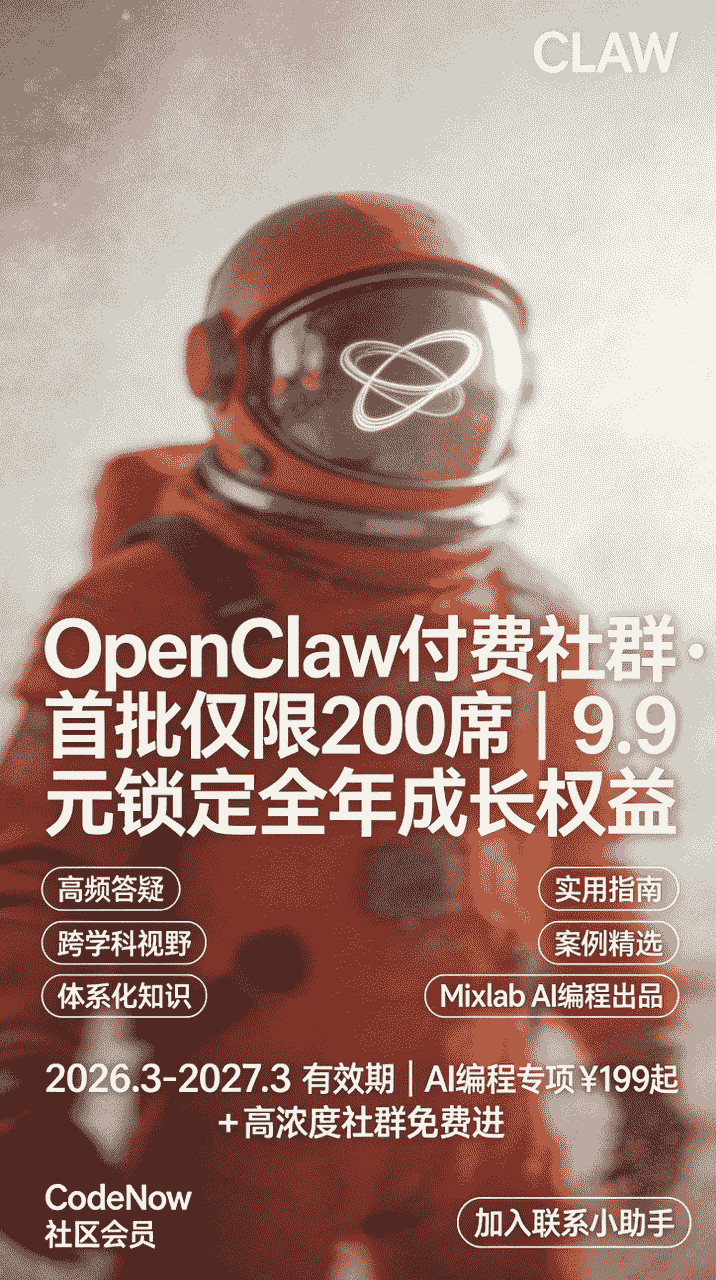 CLAW
OpenClaw付费社群·
首批仅限200席｜9.9
元锁定全年成长权益
高频答疑
实用指南
跨学科视野
案例精选
体系化知识
Mixlab AI编程出品
2026.3-2027.3 有效期｜AI编程专项¥199起
+高浓度社群免费进
CodeNow
社区会员
加入联系小助手